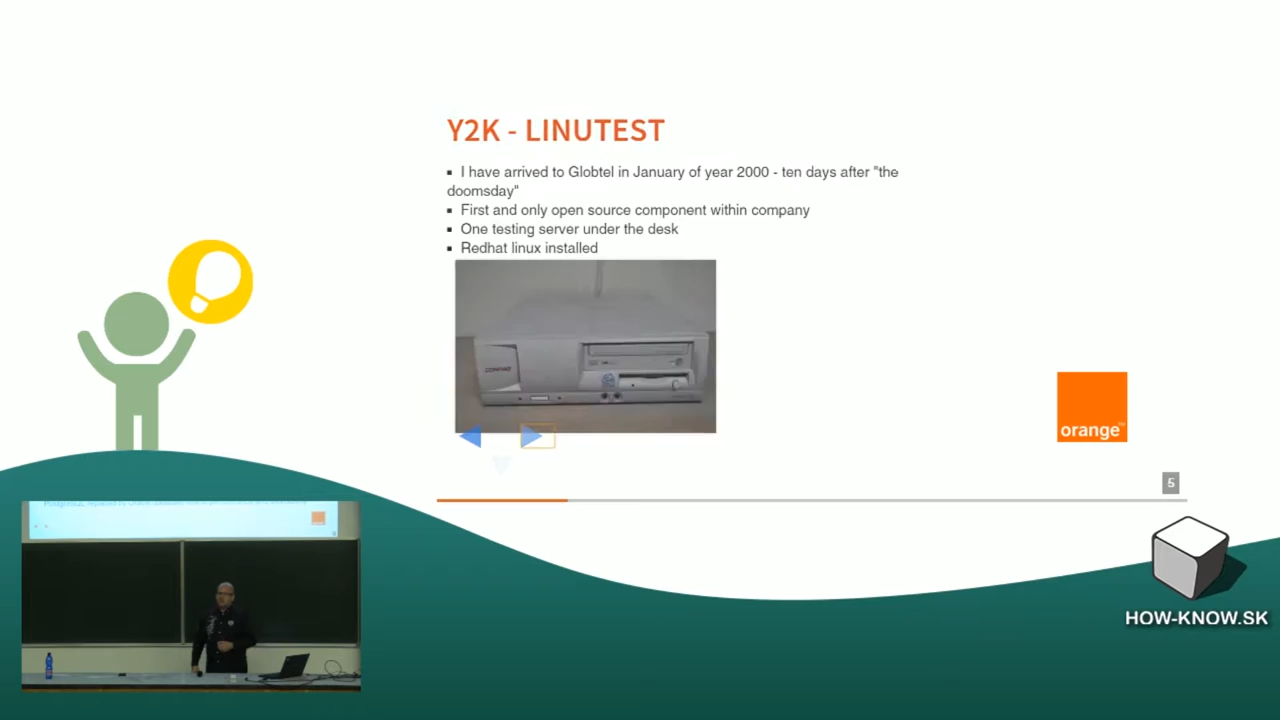 Y2K - LINUTEST
▪ I have arrived to Globtel in January of year 2000 - ten days after "the
doomsday"
▪ First and only open source component within company
▪ One testing server under the desk
▪ Redhat linux installed
COMPAQ
orange™
5
HOW-KNOW.SK